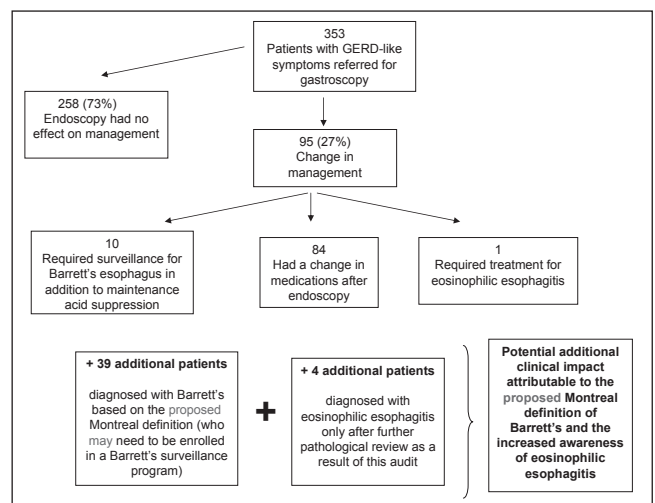 353
Patients with GERD-like
symptoms referred for
gastroscopy
258 (73%)
Endoscopy had no
effect on management
95 (27%)
Change in
management
10
Required surveillance for
Barrett's esophagus in
addition to maintenance
acid suppression
84
Had a change in
medications after
endoscopy
1
Required treatment for
eosinophilic esophagitis
+ 39 additional patients
diagnosed with Barrett's
based on the proposed
Montreal definition (who
may need to be enrolled
in a Barrett's surveillance
program)
+
+ 4 additional patients
diagnosed with
eosinophilic esophagitis
only after further
pathological review as a
result of this audit
Potential additional
clinical impact
attributable to the
proposed Montreal
definition of
Barrett's and the
increased awareness
of eosinophilic
esophagitis